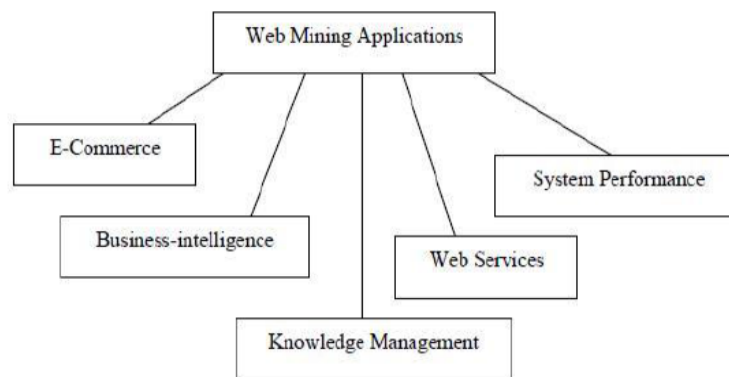 Web Mining Applications
E-Commerce
System Performance
Business-intelligence
Web Services
Knowledge Management